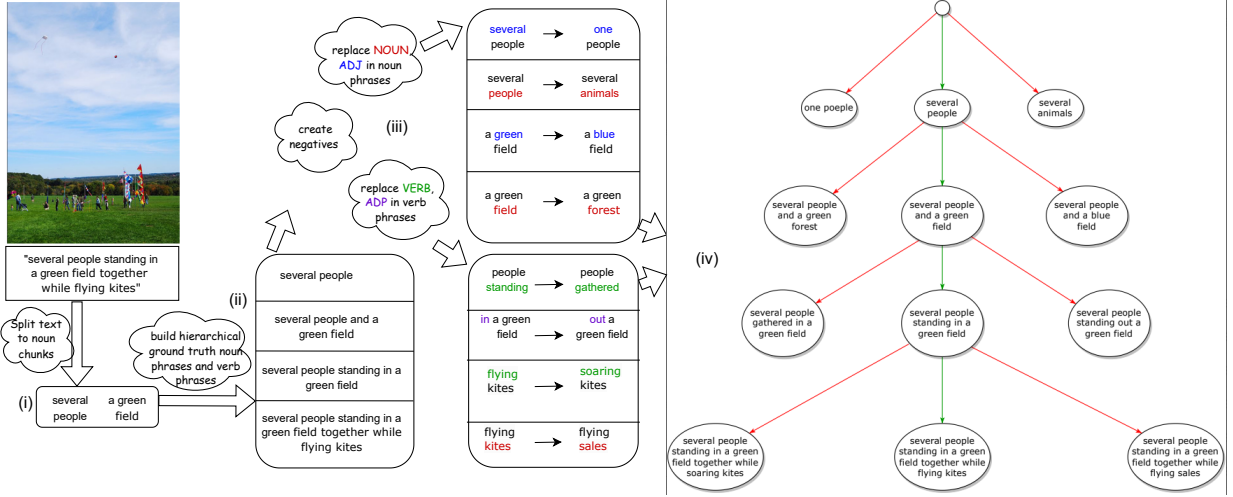 "several people standing in
a green field together
while flying kites"
Split text
to noun
chunks
(i)
several
people
a green
field
build hierarchical
ground truth noun
phrases and verb
phrases
(ii)
several people
several people and a
green field
several people standing in a
green field
several people standing in a
green field together while
flying kites
create
negatives
(iii)
replace NOUN
ADJ in noun
phrases
several
people
one
people
several
people
several
animals
a green
field
a blue
field
a green
field
a green
forest
replace VERB,
ADP in verb
phrases
people
standing
people
gathered
in a green
field
out a
green field
flying
kites
soaring
kites
flying
kites
flying
sales
(iv)
one poeple
several
people
several
animals
several people
and a green
forest
several people
and a green
field
several people
and a blue
field
several people
gathered in a
green field
several people
standing in a
green field
several people
standing out a
green field
several people
standing in a green
field together while
soaring kites
several people
standing in a green
field together while
flying kites
several people
standing in a green
field together while
flying sales